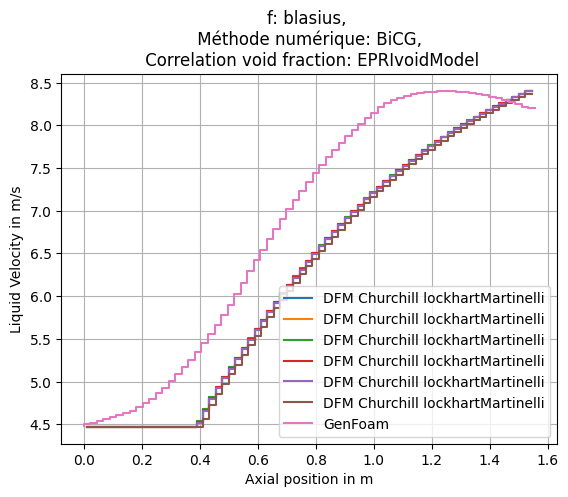 f: blasius,
Méthode numérique: BiCG,
Correlation void fraction: EPRIvoidModel
8.5
8.0
7.5
7.0
6.5
6.0
5.5
5.0
4.5
Liquid Velocity in m/s
DFM Churchill lockhartMartinelli
DFM Churchill lockhartMartinelli
DFM Churchill lockhartMartinelli
DFM Churchill lockhartMartinelli
DFM Churchill lockhartMartinelli
DFM Churchill lockhartMartinelli
GenFoam
0.0 0.2 0.4 0.6 0.8 1.0 1.2 1.4 1.6
Axial position in m